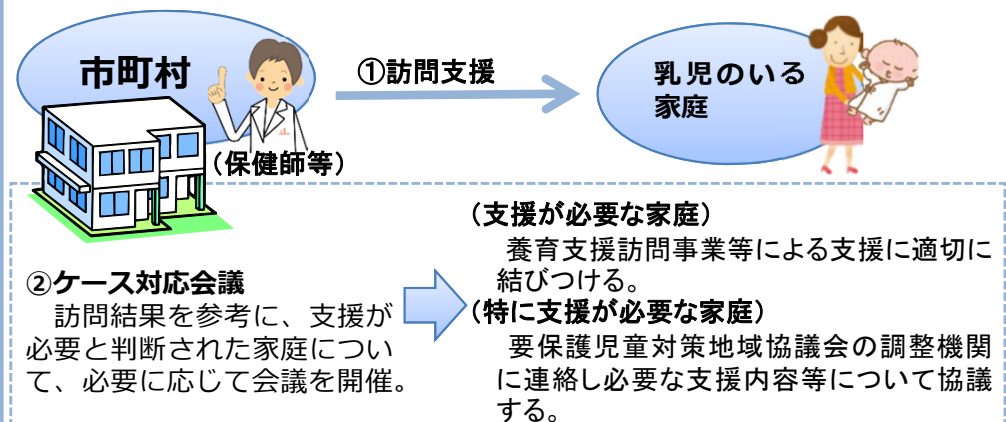 市町村
①訪問支援
乳児のいる
家庭
(保健師等)
②ケース対応会議
訪問結果を参考に、支援が
必要と判断された家庭につい
て、必要に応じて会議を開催。
(支援が必要な家庭)
養育支援訪問事業等による支援に適切に
結びつける。
(特に支援が必要な家庭)
要保護児童対策地域協議会の調整機関
に連絡し必要な支援内容等について協議
する。